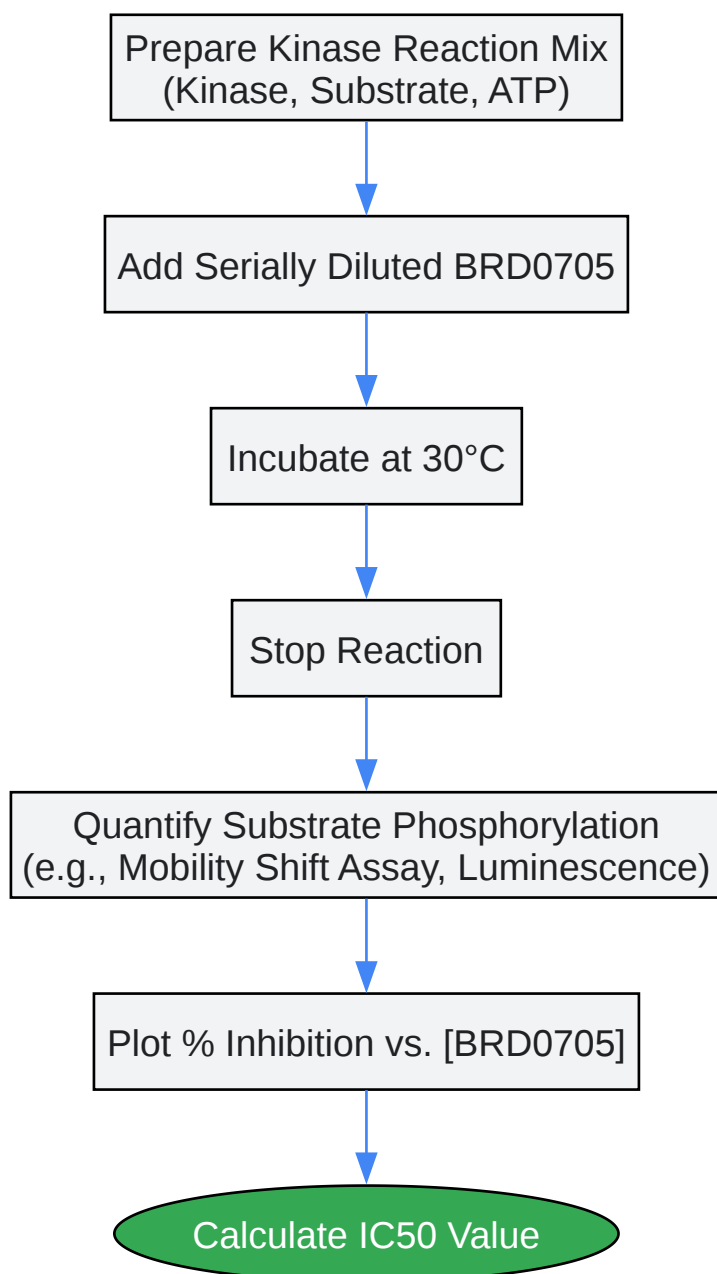 Prepare Kinase Reaction Mix
(Kinase, Substrate, ATP)
Add Serially Diluted BRD0705
Incubate at 30°C
Stop Reaction
Quantify Substrate Phosphorylation
(e.g., Mobility Shift Assay, Luminescence)
Plot % Inhibition vs. [BRD0705]
Calculate IC50 Value